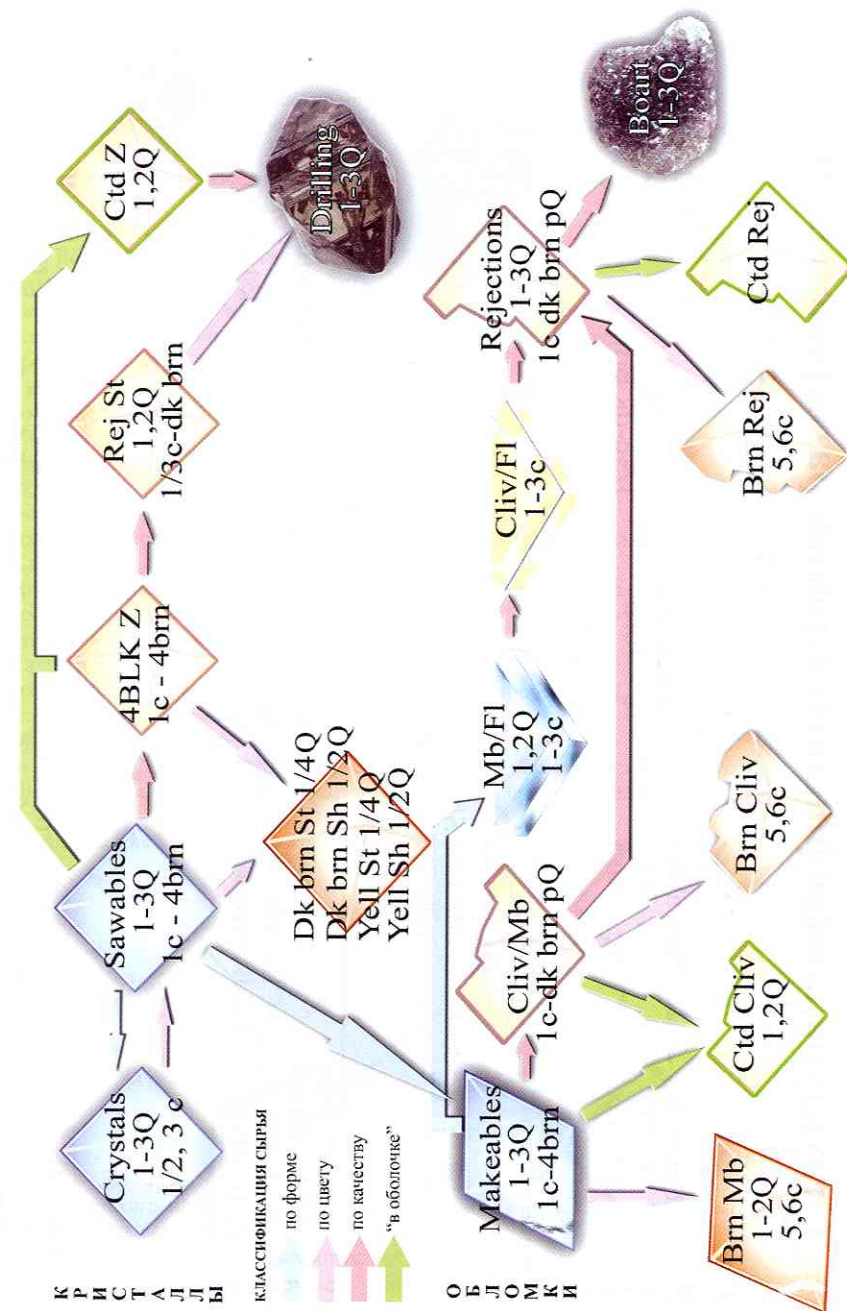 КРИСТАЛЛЫ
Crystals
1-3Q
1/2, 3 c
Sawables
1-3Q
1c - 4brn
4BLK Z
1c - 4brn
Rej St
1,2Q
1/3c-dk brn
Ctd Z
1,2Q
Drilling
1-3Q
Dk brn St 1/4Q
Dk brn Sh 1/2Q
Yell St 1/4Q
Yell Sh 1/2Q
КЛАССИФИКАЦИЯ СЫРЬЯ
по форме
по цвету
по качеству
“в оболочке”
ОБЛОМКИ
Makeables
1-3Q
1c-4brn
Cliv/Mb
1c-dk brn pQ
Mb/Fl
1,2Q
1-3c
Cliv/Fl
1-3c
Rejections
1-3Q
1c-dk brn pQ
Boart
1-3Q
Brn Mb
1-2Q
5,6c
Ctd Cliv
1,2Q
Brn Cliv
5,6c
Brn Rej
5,6c
Ctd Rej